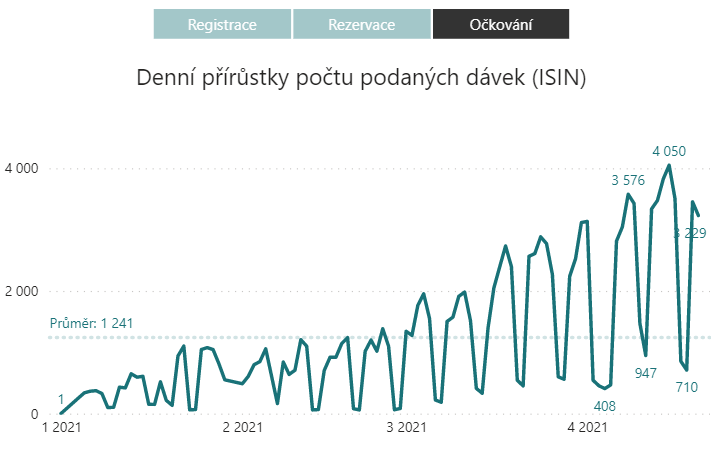 Registrace
Rezervace
Očkování
Denní přírůstky počtu podaných dávek (ISIN)
4 050
4 000
3 576
3 229
2 000
Průměr: 1 241
947
710
1
408
0
1 2021
2 2021
3 2021
4 2021